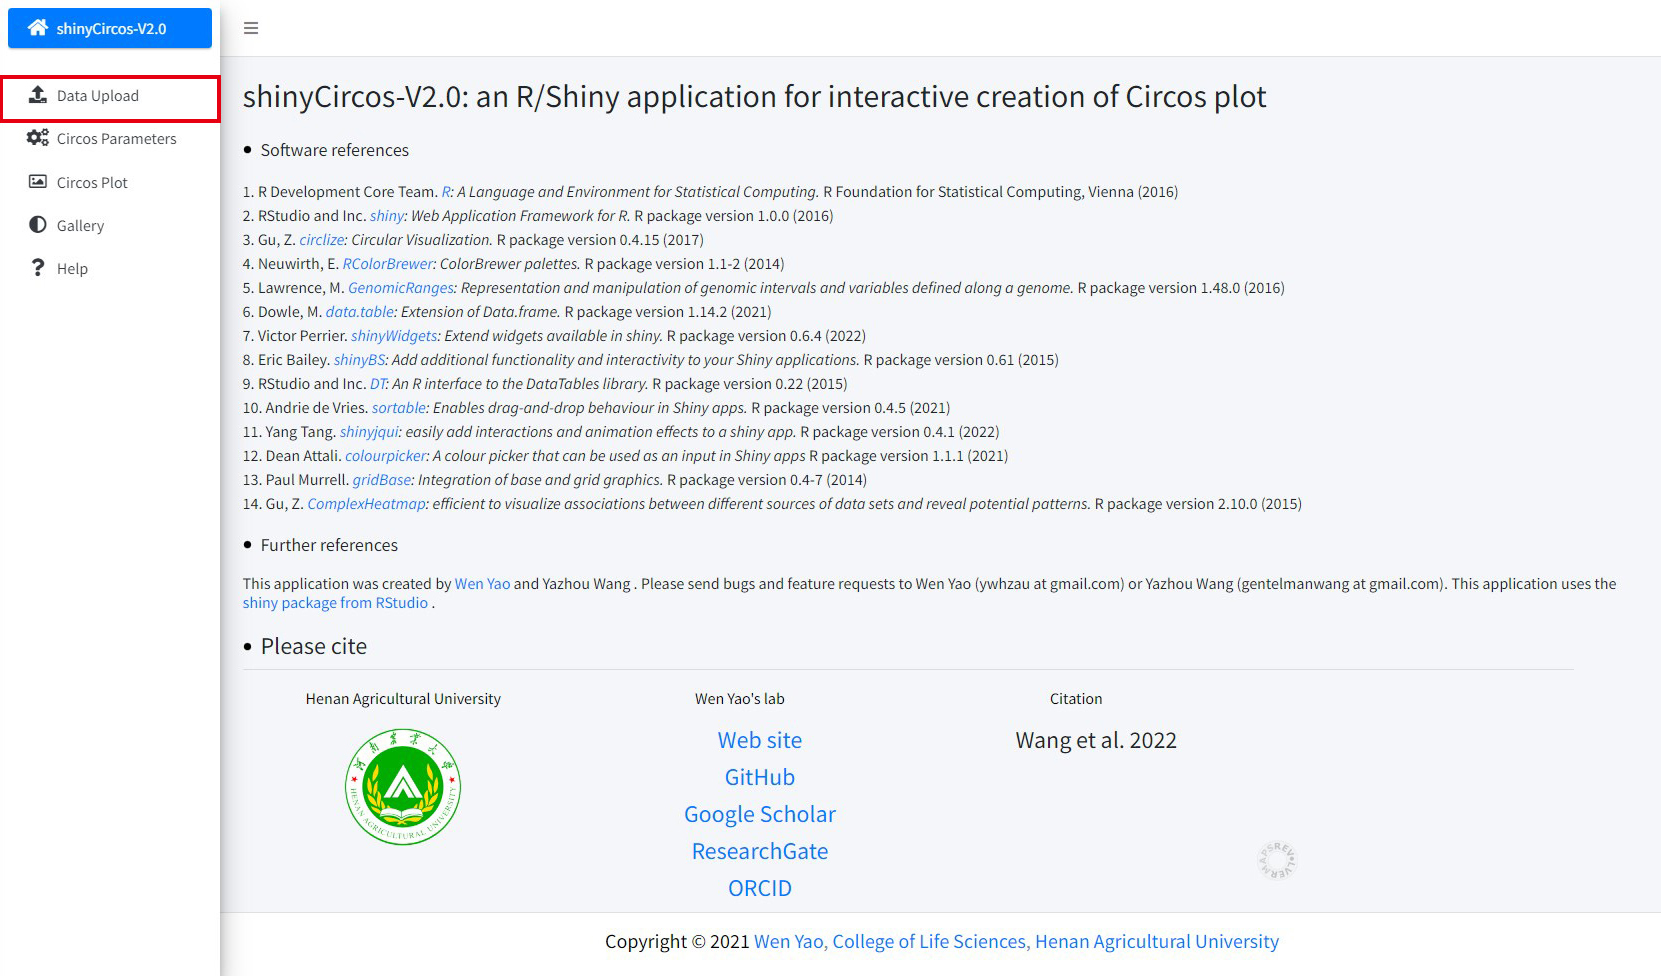 shinyCircos-V2.0
Data Upload
Circos Parameters
Circos Plot
Gallery
Help
shinyCircos-V2.0: an R/Shiny application for interactive creation of Circos plot
Software references
1. R Development Core Team. R: A Language and Environment for Statistical Computing. R Foundation for Statistical Computing, Vienna (2016)
2. RStudio and Inc. shiny: Web Application Framework for R. R package version 1.0.0 (2016)
3. Gu, Z. circlize: Circular Visualization. R package version 0.4.15 (2017)
4. Neuwirth, E. RColorBrewer: ColorBrewer palettes. R package version 1.1-2 (2014)
5. Lawrence, M. GenomicRanges: Representation and manipulation of genomic intervals and variables defined along a genome. R package version 1.48.0 (2016)
6. Dowle, M. data.table: Extension of Data.frame. R package version 1.14.2 (2021)
7. Victor Perrier. shinyWidgets: Extend widgets available in shiny. R package version 0.6.4 (2022)
8. Eric Bailey. shinyBS: Add additional functionality and interactivity to your Shiny applications. R package version 0.61 (2015)
9. RStudio and Inc. DT: An R interface to the DataTables library. R package version 0.22 (2015)
10. Andrie de Vries. sortable: Enables drag-and-drop behaviour in Shiny apps. R package version 0.4.5 (2021)
11. Yang Tang. shinyjqui: easily add interactions and animation effects to a shiny app. R package version 0.4.1 (2022)
12. Dean Attali. colourpicker: A colour picker that can be used as an input in Shiny apps R package version 1.1.1 (2021)
13. Paul Murrell. gridBase: Integration of base and grid graphics. R package version 0.4-7 (2014)
14. Gu, Z. ComplexHeatmap: efficient to visualize associations between different sources of data sets and reveal potential patterns. R package version 2.10.0 (2015)
Further references
This application was created by Wen Yao and Yazhou Wang . Please send bugs and feature requests to Wen Yao (ywhzau at gmail.com) or Yazhou Wang (gentelmanwang at gmail.com). This application uses the
shiny package from RStudio .
Please cite
Henan Agricultural University
河南农业大学
HENAN AGRICULTURAL UNIVERSITY
Wen Yao's lab
Web site
GitHub
Google Scholar
ResearchGate
ORCID
Citation
Wang et al. 2022
REVOLVERMAPS
Copyright © 2021 Wen Yao, College of Life Sciences, Henan Agricultural University